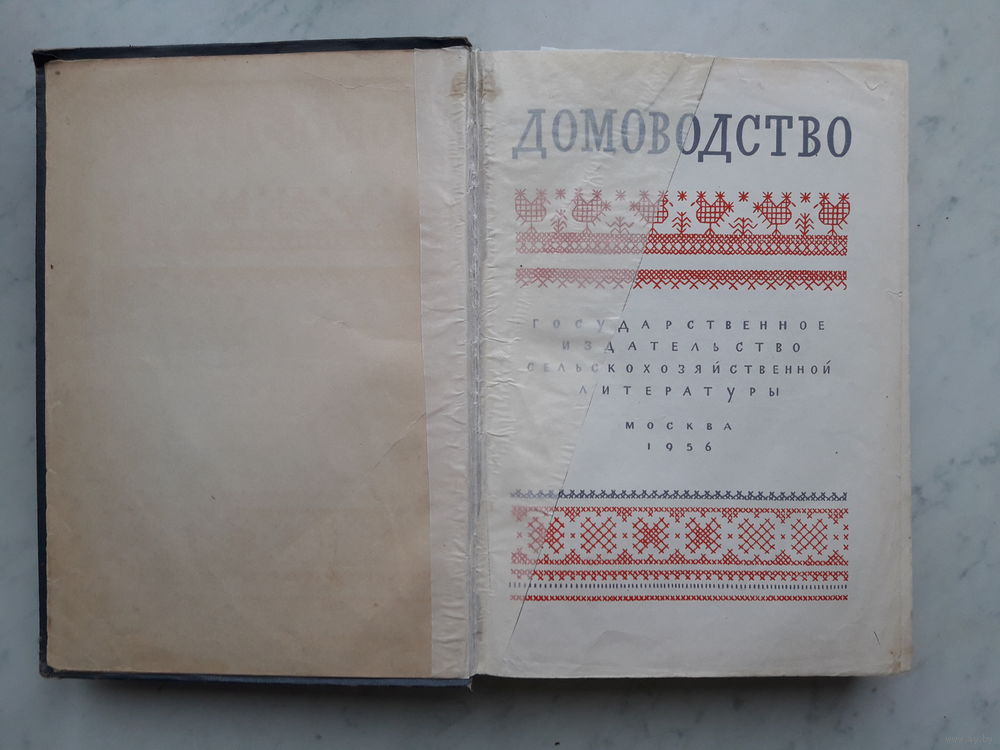 ДОМОВОДСТВО
ГОСУДАРСТВЕННОЕ
ИЗДАТЕЛЬСТВО
СЕЛЬСКОХОЗЯЙСТВЕННОЙ
ЛИТЕРАТУРЫ
МОСКВА
1956